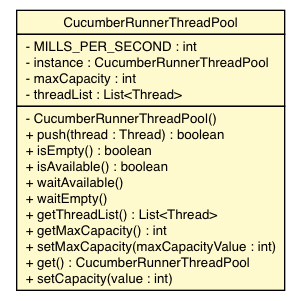 CucumberRunnerThreadPool
- MILLS_PER_SECOND : int
- instance : CucumberRunnerThreadPool
- maxCapacity : int
- threadList : List<Thread>
- CucumberRunnerThreadPool()
+ push(thread : Thread) : boolean
+ isEmpty() : boolean
+ isAvailable() : boolean
+ waitAvailable()
+ waitEmpty()
+ getThreadList() : List<Thread>
+ getMaxCapacity() : int
+ setMaxCapacity(maxCapacityValue : int)
+ get() : CucumberRunnerThreadPool
+ setCapacity(value : int)